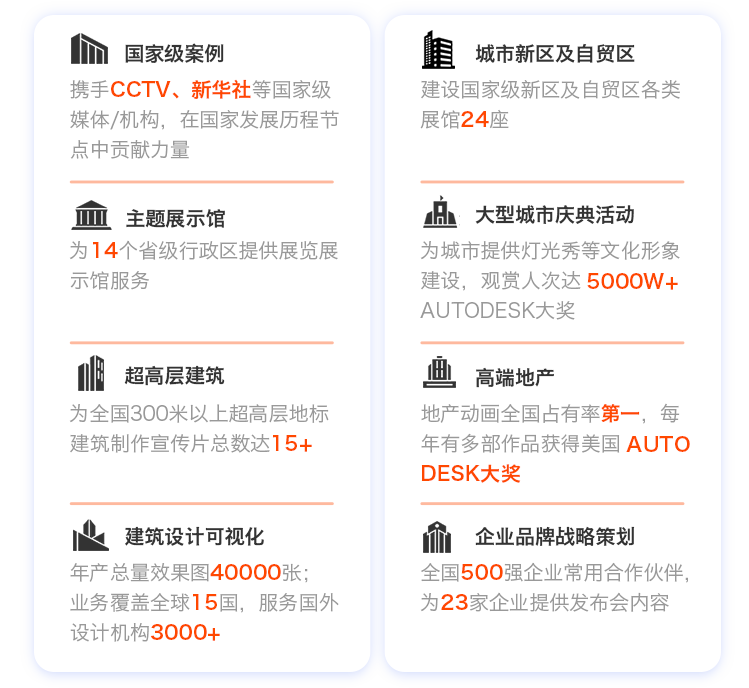 国家级案例
携手CCTV、新华社等国家级
媒体/机构，在国家发展历程节
点中贡献力量
主题展示馆
为14个省级行政区提供展览展
示馆服务
超高层建筑
为全国300米以上超高层地标
建筑制作宣传片总数达15+
建筑设计可视化
年产总量效果图40000张；
业务覆盖全球15国，服务国外
设计机构3000+
城市新区及自贸区
建设国家级新区及自贸区各类
展馆24座
大型城市庆典活动
为城市提供灯光秀等文化形象
建设，观赏人次达 5000W+
AUTODESK大奖
高端地产
地产动画全国占有率第一，每
年有多部作品获得美国 AUTO
DESK大奖
企业品牌战略策划
全国500强企业常用合作伙伴，
为23家企业提供发布会内容